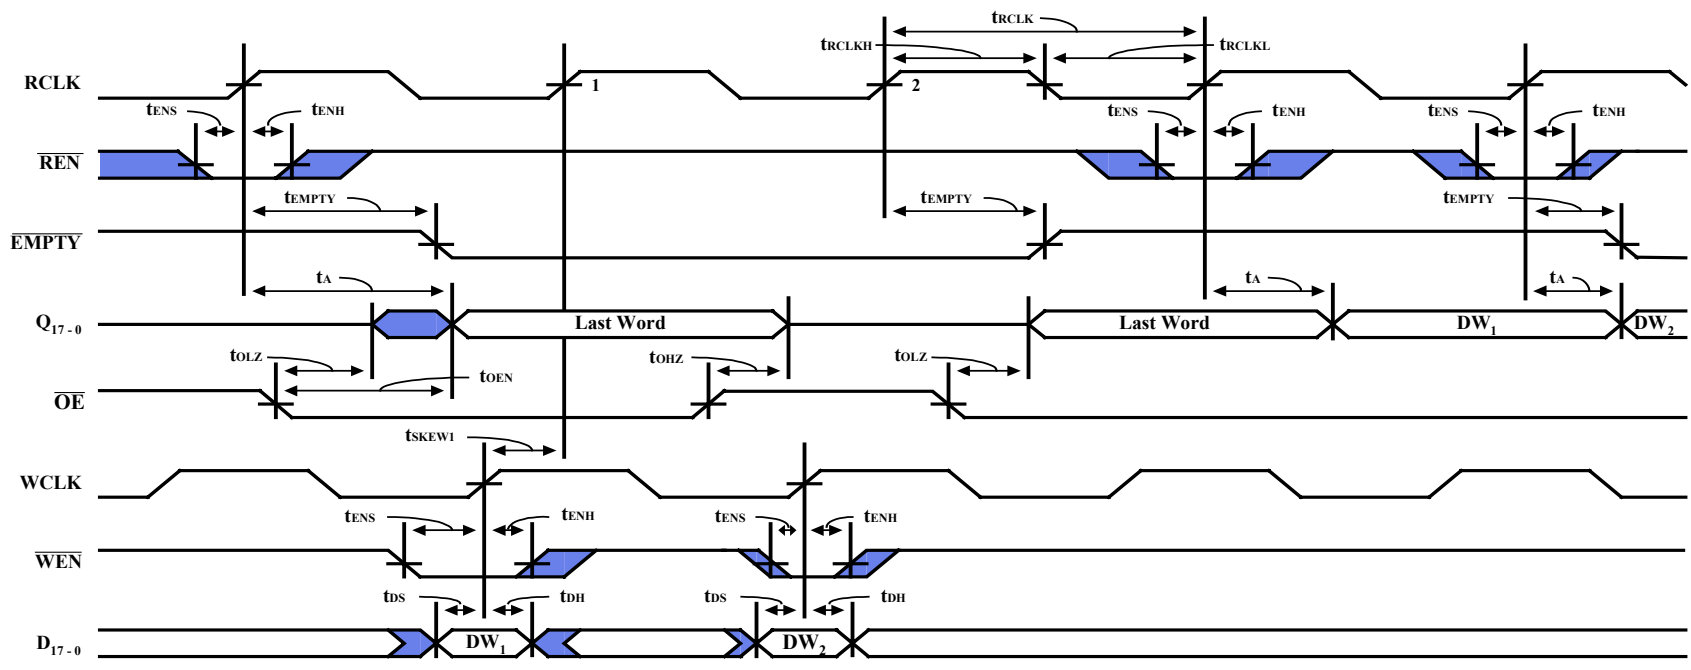 tRCLK
tRCLKH tRCLKL
RCLK 1 2
tENS tENH tENS tENH tENS tENH
REN
tEMPTY tEMPTY tEMPTY
EMPTY
tA tA tA
Q17 - 0 Last Word Last Word DW1 DW2
tOLZ tOEN tOHZ tOLZ
OE
tSKEW1
WCLK
tENS tENH tENS tENH
WEN
tDS tDH tDS tDH
D17 - 0 DW1 DW2